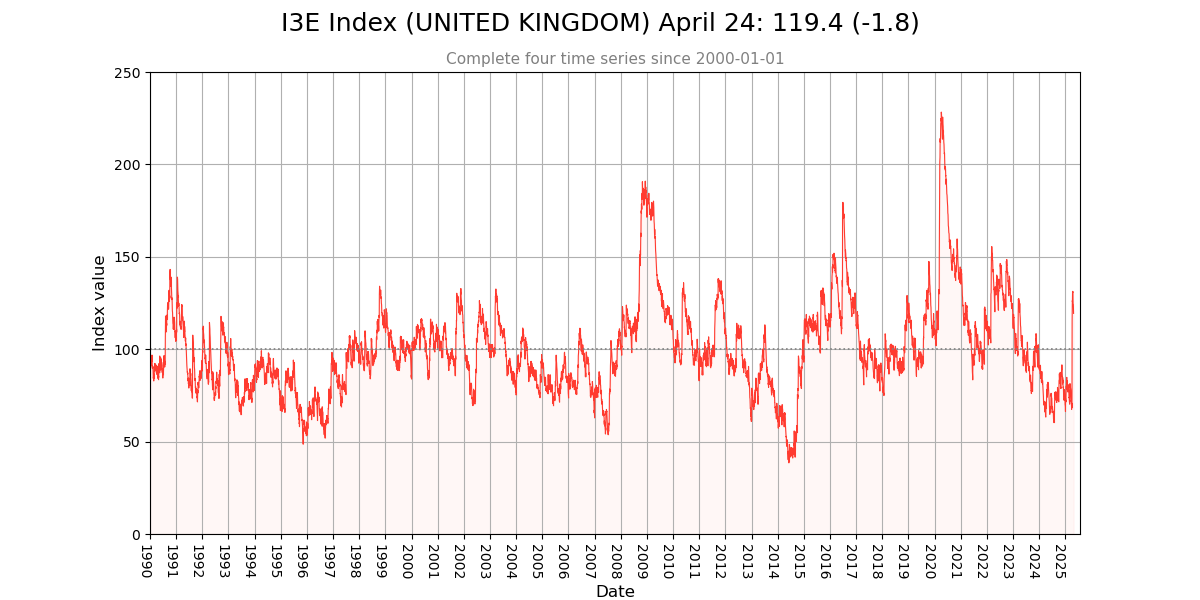 I3E Index (UNITED KINGDOM) April 24: 119.4 (-1.8)
Complete four time series since 2000-01-01
250
200
150
100
50
0
Index value
1990 1991 1992 1993 1994 1995 1996 1997 1998 1999 2000 2001 2002 2003 2004 2005 2006 2007 2008 2009 2010 2011 2012 2013 2014 2015 2016 2017 2018 2019 2020 2021 2022 2023 2024 2025
Date